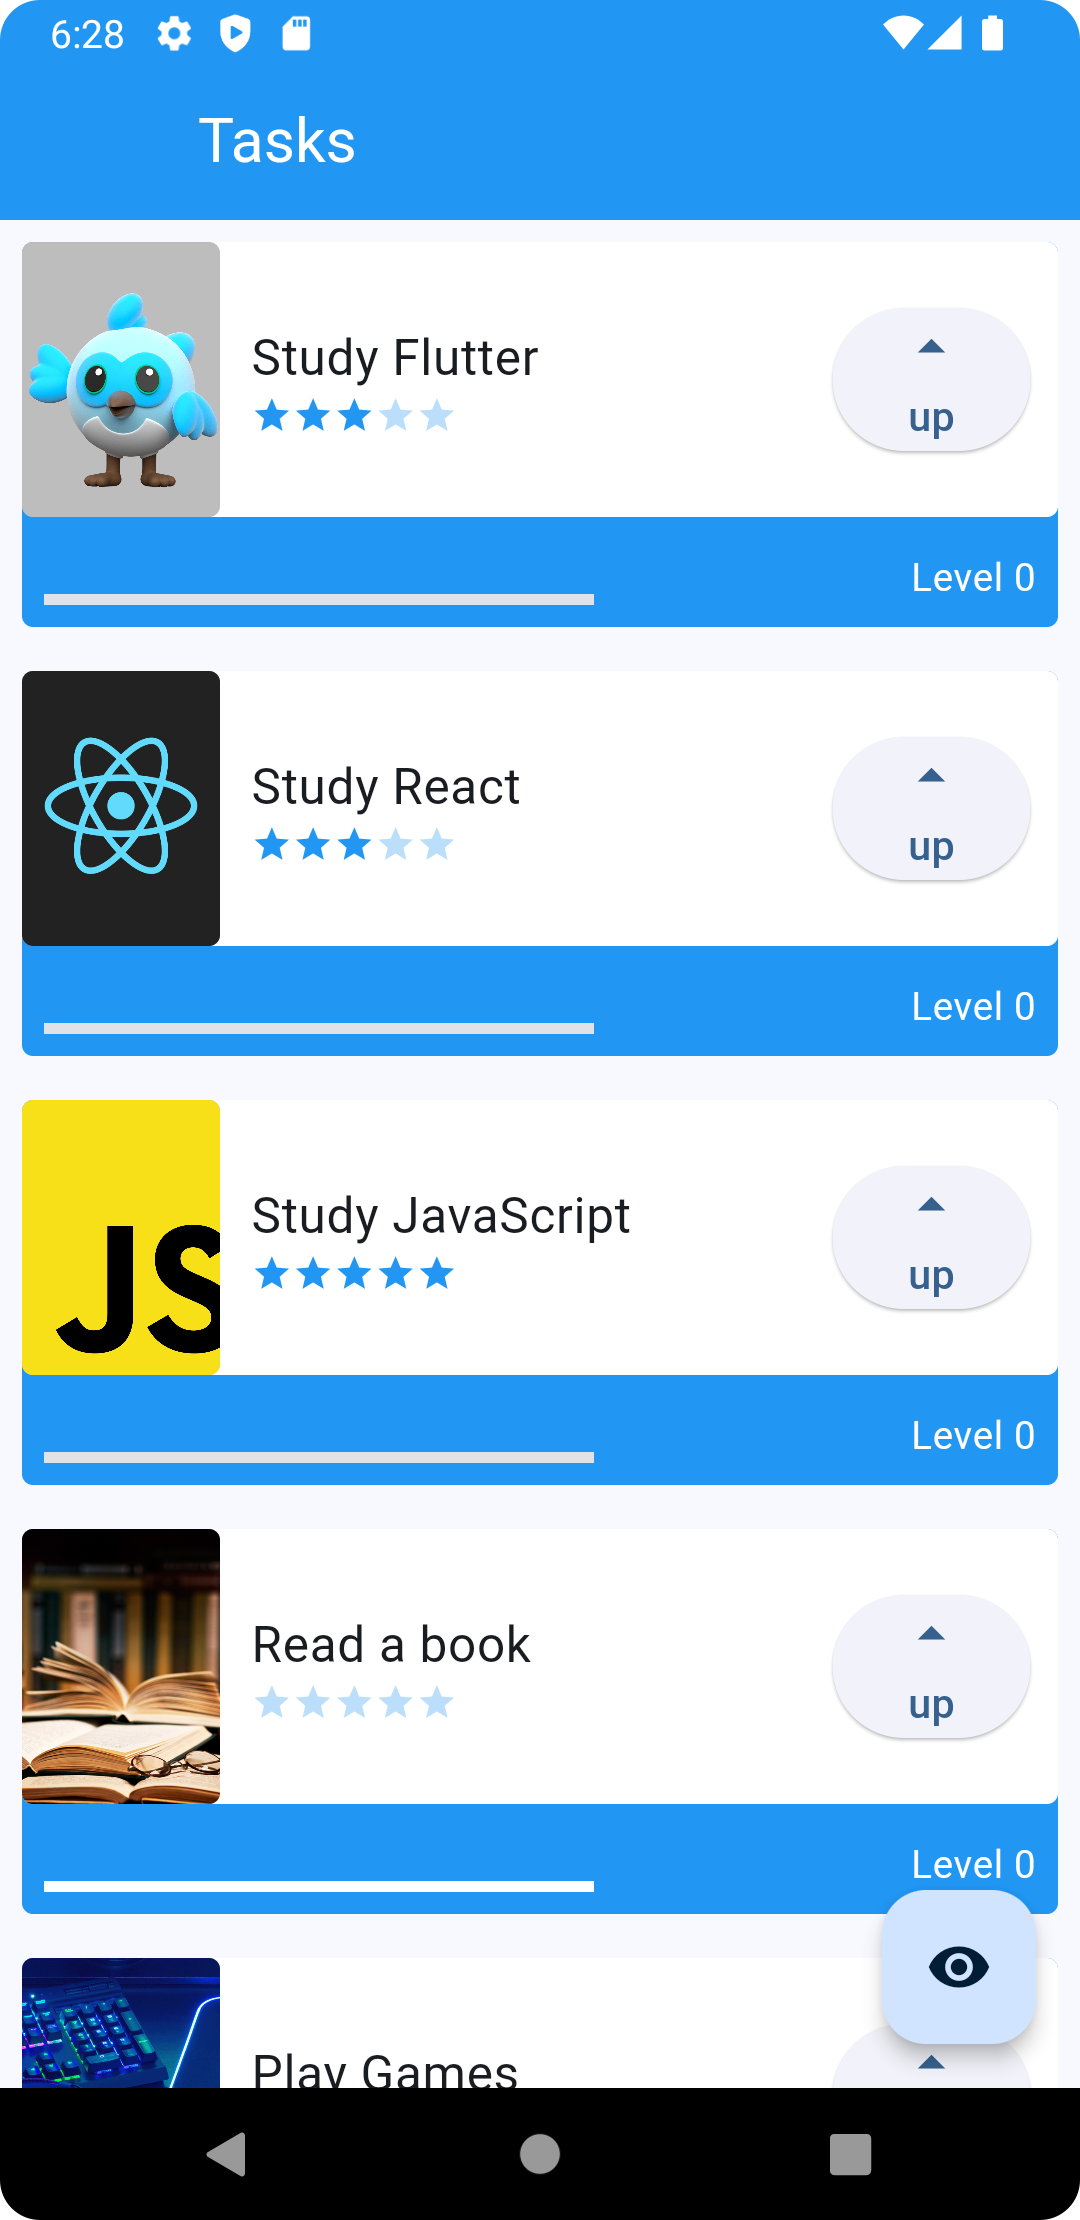 6:28
Tasks
Study Flutter
up
Level 0
Study React
up
Level 0
JS
Study JavaScript
up
Level 0
Read a book
up
Level 0
Play Games